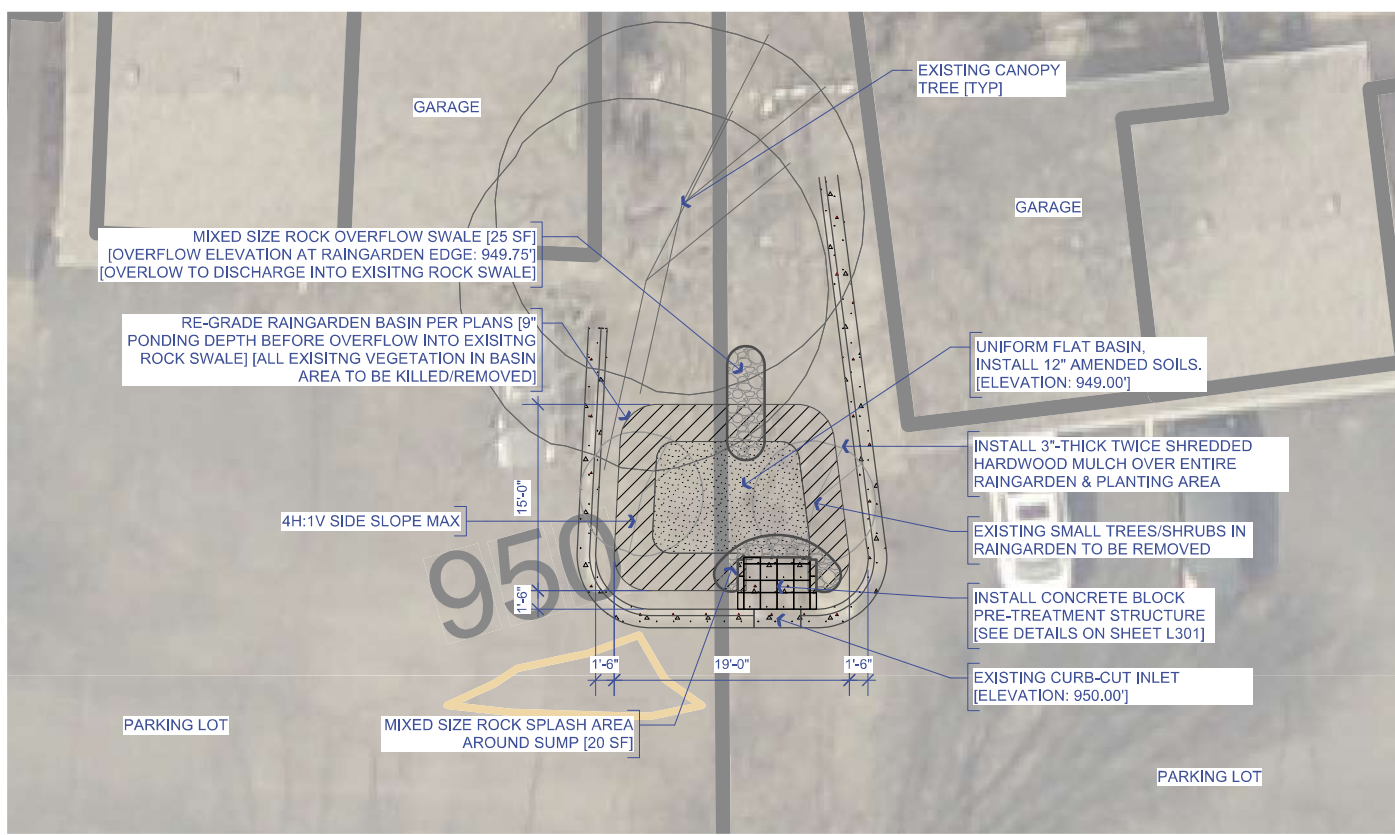 EXISTING CANOPY
TREE [TYP]
GARAGE
GARAGE
MIXED SIZE ROCK OVERFLOW SWALE [25 SF]
[OVERFLOW ELEVATION AT RAINGARDEN EDGE: 949.75']
[OVERLOW TO DISCHARGE INTO EXISITNG ROCK SWALE]
RE-GRADE RAINGARDEN BASIN PER PLANS [9"
PONDING DEPTH BEFORE OVERFLOW INTO EXISITNG
ROCK SWALE] [ALL EXISITNG VEGETATION IN BASIN
AREA TO BE KILLED/REMOVED]
UNIFORM FLAT BASIN,
INSTALL 12" AMENDED SOILS.
[ELEVATION: 949.00']
INSTALL 3"-THICK TWICE SHREDDED
HARDWOOD MULCH OVER ENTIRE
RAINGARDEN & PLANTING AREA
15'-0"
4H:1V SIDE SLOPE MAX
EXISTING SMALL TREES/SHRUBS IN
RAINGARDEN TO BE REMOVED
950
1'-6"
INSTALL CONCRETE BLOCK
PRE-TREATMENT STRUCTURE
[SEE DETAILS ON SHEET L301]
1'-6"
19'-0"
1'-6"
EXISTING CURB-CUT INLET
[ELEVATION: 950.00']
PARKING LOT
MIXED SIZE ROCK SPLASH AREA
AROUND SUMP [20 SF]
PARKING LOT